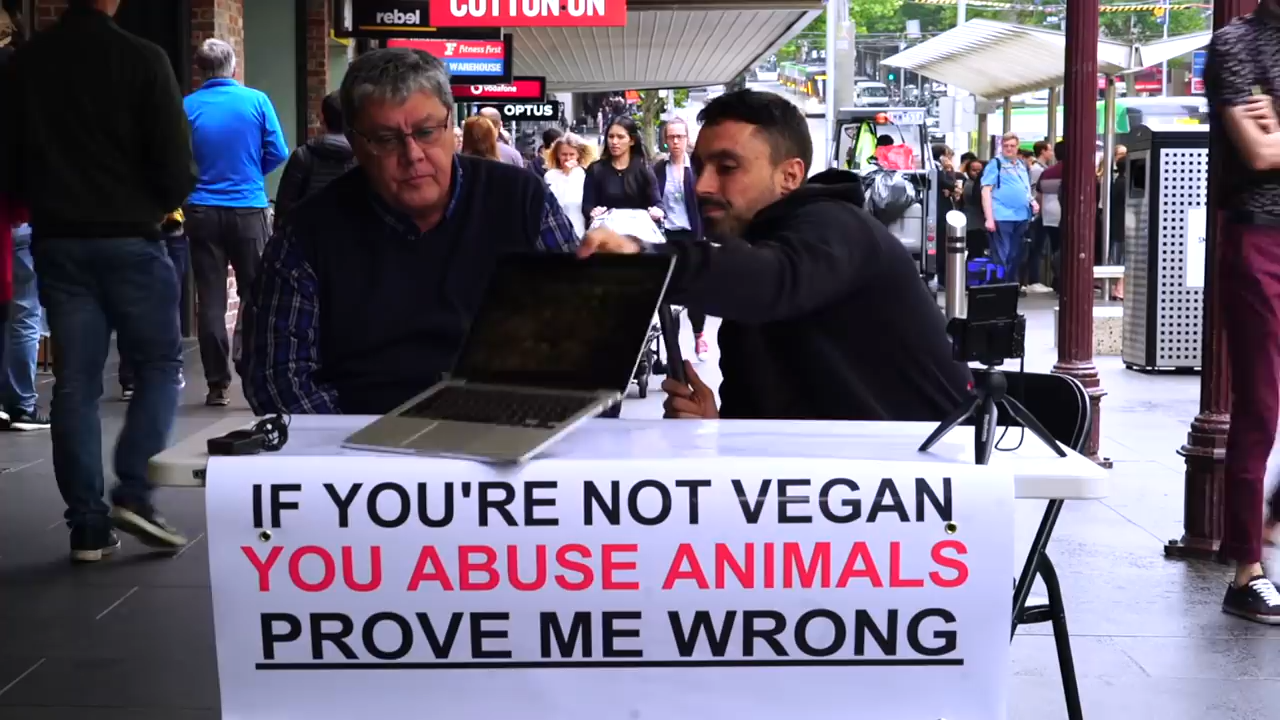 COTTON:ON
rebel
fitness first
WAREHOUSE
vodafone
OPTUS
IF YOU'RE NOT VEGAN
YOU ABUSE ANIMALS
PROVE ME WRONG